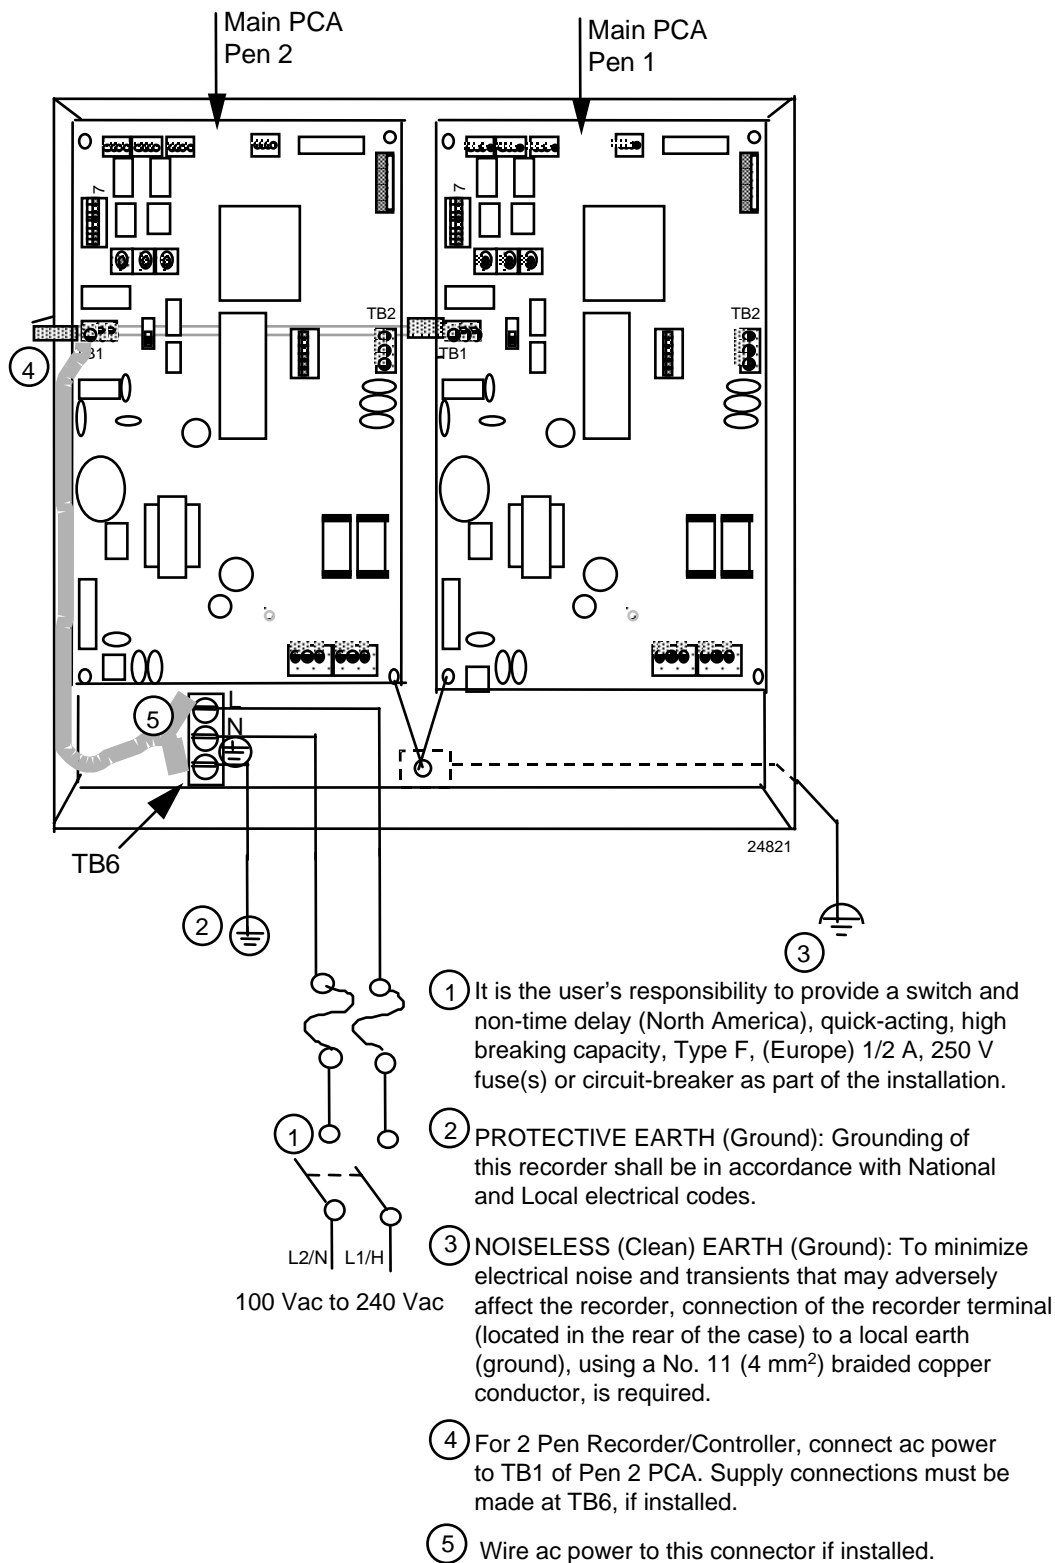 Main PCA
Pen 2
Main PCA
Pen 1
7
7
TB2
TB2
TB1
TB1
4
5
L
N
TB6
24821
2
3
1
L2/N
L1/H
100 Vac to 240 Vac
1 It is the user's responsibility to provide a switch and
non-time delay (North America), quick-acting, high
breaking capacity, Type F, (Europe) 1/2 A, 250 V
fuse(s) or circuit-breaker as part of the installation.
2 PROTECTIVE EARTH (Ground): Grounding of
this recorder shall be in accordance with National
and Local electrical codes.
3 NOISELESS (Clean) EARTH (Ground): To minimize
electrical noise and transients that may adversely
affect the recorder, connection of the recorder terminal
(located in the rear of the case) to a local earth
(ground), using a No. 11 (4 mm²) braided copper
conductor, is required.
4 For 2 Pen Recorder/Controller, connect ac power
to TB1 of Pen 2 PCA. Supply connections must be
made at TB6, if installed.
5 Wire ac power to this connector if installed.